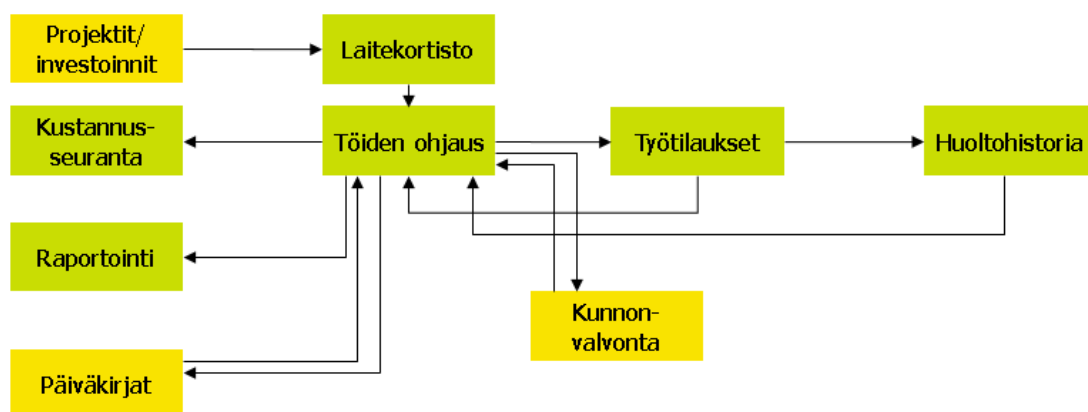 Projektit/
investoinnit
Laitekortisto
Kustannus-
seuranta
Töiden ohjaus
Työtilaukset
Huoltohistoria
Raportointi
Kunnon-
valvonta
Päiväkirjat